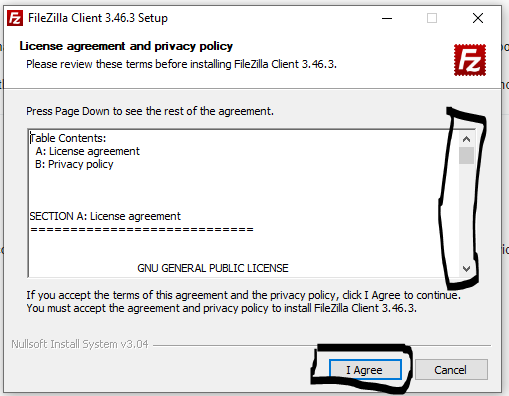 FileZilla Client 3.46.3 Setup
License agreement and privacy policy
Please review these terms before installing FileZilla Client 3.46.3.
Press Page Down to see the rest of the agreement.
Table Contents:
A: License agreement
B: Privacy policy
SECTION A: License agreement
============================
GNU GENERAL PUBLIC LICENSE
If you accept the terms of this agreement and the privacy policy, click I Agree to continue.
You must accept the agreement and privacy policy to install FileZilla Client 3.46.3.
Nullsoft Install System v3.04
I Agree
Cancel